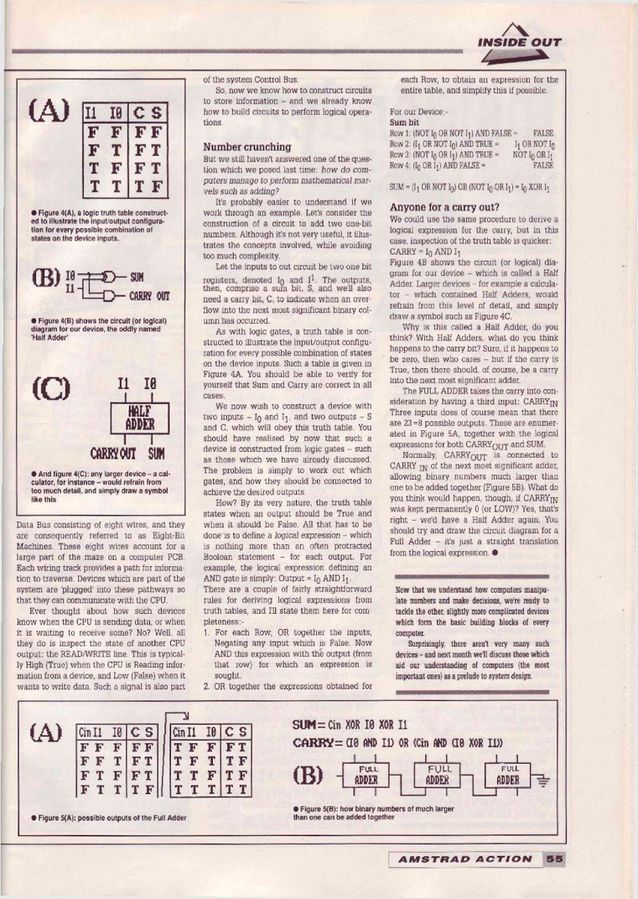 INSIDE OUT
(A)
I1 I0 C S
F F F F
F T F T
T F F T
T T T F
● Figure 4(A), a logic truth table construct-
ed to illustrate the input/output configura-
tion for every possible combination of
states on the device inputs.
(B) I0
I1
SUM
CARRY OUT
● Figure 4(B) shows the circuit (or logical)
diagram for our device, the oddly named
'Half Adder'
(C)
I1 I0
HALF
ADDER
CARRY OUT SUM
● And figure 4(C): any larger device – a cal-
culator, for instance – would refrain from
too much detail, and simply draw a symbol
like this
Data Bus consisting of eight wires, and they
are consequently referred to as Eight-Bit
Machines. These eight wires account for a
large part of the maze on a computer PCB.
Each wiring track provides a path for informa-
tion to traverse. Devices which are part of the
system are 'plugged' into these pathways so
that they can communicate with the CPU.
Ever thought about how such devices
know when the CPU is sending data, or when
it is waiting to receive some? No? Well, all
they do is inspect the state of another CPU
output: the READ/WRITE line. This is typical-
ly High (True) when the CPU is Reading infor-
mation from a device, and Low (False) when it
wants to write data. Such a signal is also part
of the system Control Bus.
So, now we know how to construct circuits
to store information – and we already know
how to build circuits to perform logical opera-
tions.
Number crunching
But we still haven't answered one of the ques-
tion which we posed last time: how do com-
puters manage to perform mathematical mar-
vels such as adding?
It's probably easier to understand if we
work through an example. Let's consider the
construction of a circuit to add two one-bit
numbers. Although it's not very useful, it illus-
trates the concepts involved, while avoiding
too much complexity.
Let the inputs to out circuit be two one bit
registers, denoted I0 and I1. The outputs,
then, comprise a sum bit, S, and we'll also
need a carry bit, C, to indicate when an over-
flow into the next most significant binary col-
umn has occurred.
As with logic gates, a truth table is con-
structed to illustrate the input/output configu-
ration for every possible combination of states
on the device inputs. Such a table is given in
Figure 4A. You should be able to verify for
yourself that Sum and Carry are correct in all
cases.
We now wish to construct a device with
two inputs – I0 and I1, and two outputs – S
and C, which will obey this truth table. You
should have realised by now that such a
device is constructed from logic gates – such
as those which we have already discussed.
The problem is simply to work out which
gates, and how they should be connected to
achieve the desired outputs.
How? By its very nature, the truth table
states when an output should be True and
when it should be False. All that has to be
done is to define a logical expression – which
is nothing more than an often protracted
Boolean statement – for each output. For
example, the logical expression defining an
AND gate is simply: Output = I0 AND I1.
There are a couple of fairly straightforward
rules for deriving logical expressions from
truth tables, and I'll state them here for com-
pleteness:-
1. For each Row, OR together the inputs,
Negating any input which is False. Now
AND this expression with the output (from
that row) for which an expression is
sought.
2. OR together the expressions obtained for
each Row, to obtain an expression for the
entire table, and simplify this if possible.
For our Device:-
Sum bit
Row 1: (NOT I0 OR NOT I1) AND FALSE = FALSE
Row 2: (I1 OR NOT I0) AND TRUE = I1 OR NOT I0
Row 3: (NOT I0 OR I1) AND TRUE = NOT I0 OR I1
Row 4: (I0 OR I1) AND FALSE = FALSE
SUM = (I1 OR NOT I0) OR (NOT I0 OR I1) = I0 XOR I1
Anyone for a carry out?
We could use the same procedure to derive a
logical expression for the carry, but in this
case, inspection of the truth table is quicker:
CARRY = I0 AND I1
Figure 4B shows the circuit (or logical) dia-
gram for our device – which is called a Half
Adder. Larger devices – for example a calcula-
tor – which contained Half Adders, would
refrain from this level of detail, and simply
draw a symbol such as Figure 4C.
Why is this called a Half Adder, do you
think? With Half Adders, what do you think
happens to the carry bit? Sure, if it happens to
be zero, then who cares – but if the carry is
True, then there should, of course, be a carry
into the next most significant adder.
The FULL ADDER takes the carry into con-
sideration by having a third input: CARRYIN
Three inputs does of course mean that there
are 23=8 possible outputs. These are enumer-
ated in Figure 5A, together with the logical
expressions for both CARRYOUT and SUM.
Normally, CARRYOUT is connected to
CARRY IN of the next most significant adder,
allowing binary numbers much larger than
one to be added together (Figure 5B). What do
you think would happen, though, if CARRYIN
was kept permanently 0 (or LOW)? Yes, that's
right – we'd have a Half Adder again. You
should try and draw the circuit diagram for a
Full Adder – it's just a straight translation
from the logical expression. ●
Now that we understand how computers manipu-
late numbers and make decisions, we're ready to
tackle the other, slightly more complicated devices
which form the basic building blocks of every
computer.
Surprisingly, there aren't very many such
devices – and next month we'll discuss those which
aid our understanding of computers (the most
important ones) as a prelude to system design.
(A)
Cin I1 I0 C S Cin I1 I0 C S
F F F F F T F F F T
F F T F T T F T T F
F T F F T T T F T F
F T T T F T T T T T
● Figure 5(A): possible outputs of the Full Adder
SUM= Cin XOR I0 XOR I1
CARRY= (I0 AND I1) OR (Cin AND (I0 XOR I1))
(B)
FULL
ADDER
FULL
ADDER
FULL
ADDER
● Figure 5(B): how binary numbers of much larger
than one can be added together
AMSTRAD ACTION 55